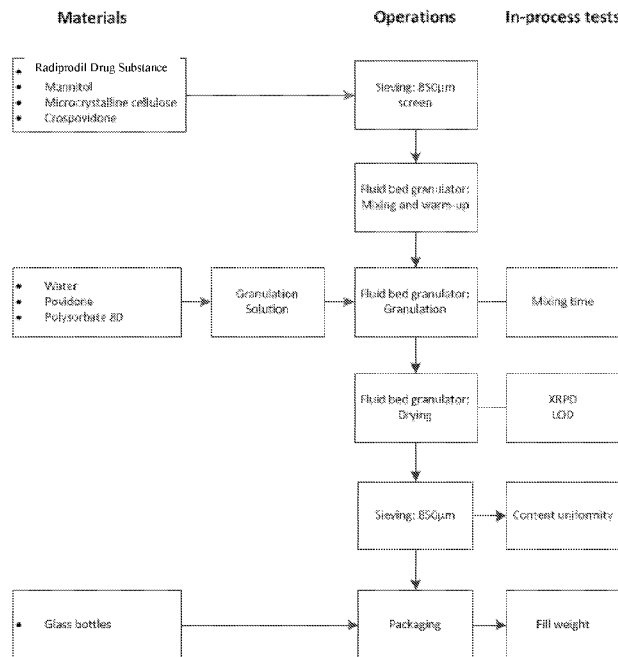 Materials
Operations
In-process tests
Radiprodil Drug Substance
Mannitol
Microcrystalline cellulose
Crospovidone
Sieving: 850µm
screen
Fluid bed granulator:
Mixing and warm-up
Water
Povidone
Polysorbate 80
Granulation
Solution
Fluid bed granulator:
Granulation
Mixing time
Fluid bed granulator:
Drying
XRPD
LOD
Sieving: 850µm
Content uniformity
Glass bottles
Packaging
Fill weight